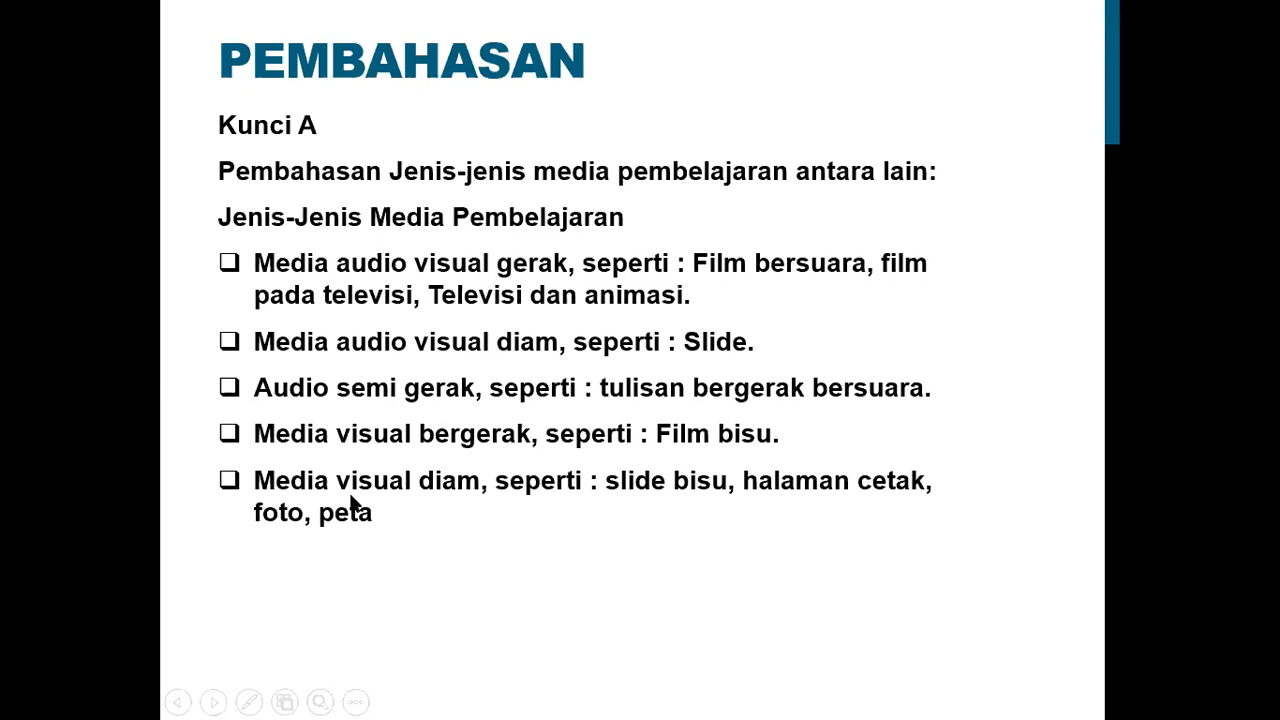 PEMBAHASAN
Kunci A
Pembahasan Jenis-jenis media pembelajaran antara lain:
Jenis-Jenis Media Pembelajaran
Media audio visual gerak, seperti : Film bersuara, film
pada televisi, Televisi dan animasi.
Media audio visual diam, seperti : Slide.
Audio semi gerak, seperti : tulisan bergerak bersuara.
Media visual bergerak, seperti : Film bisu.
Media visual diam, seperti : slide bisu, halaman cetak,
foto, peta